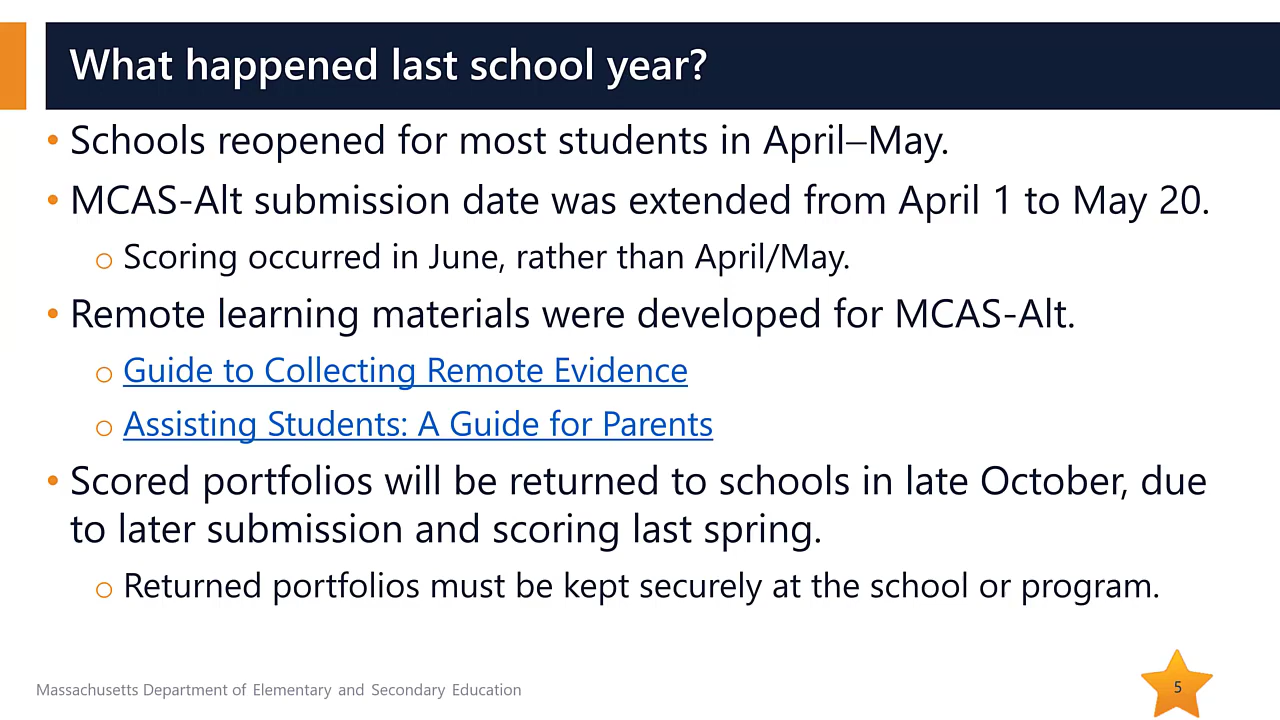 What happened last school year?
• Schools reopened for most students in April–May.
• MCAS-Alt submission date was extended from April 1 to May 20.
o Scoring occurred in June, rather than April/May.
• Remote learning materials were developed for MCAS-Alt.
o Guide to Collecting Remote Evidence
o Assisting Students: A Guide for Parents
• Scored portfolios will be returned to schools in late October, due
to later submission and scoring last spring.
o Returned portfolios must be kept securely at the school or program.
Massachusetts Department of Elementary and Secondary Education
5